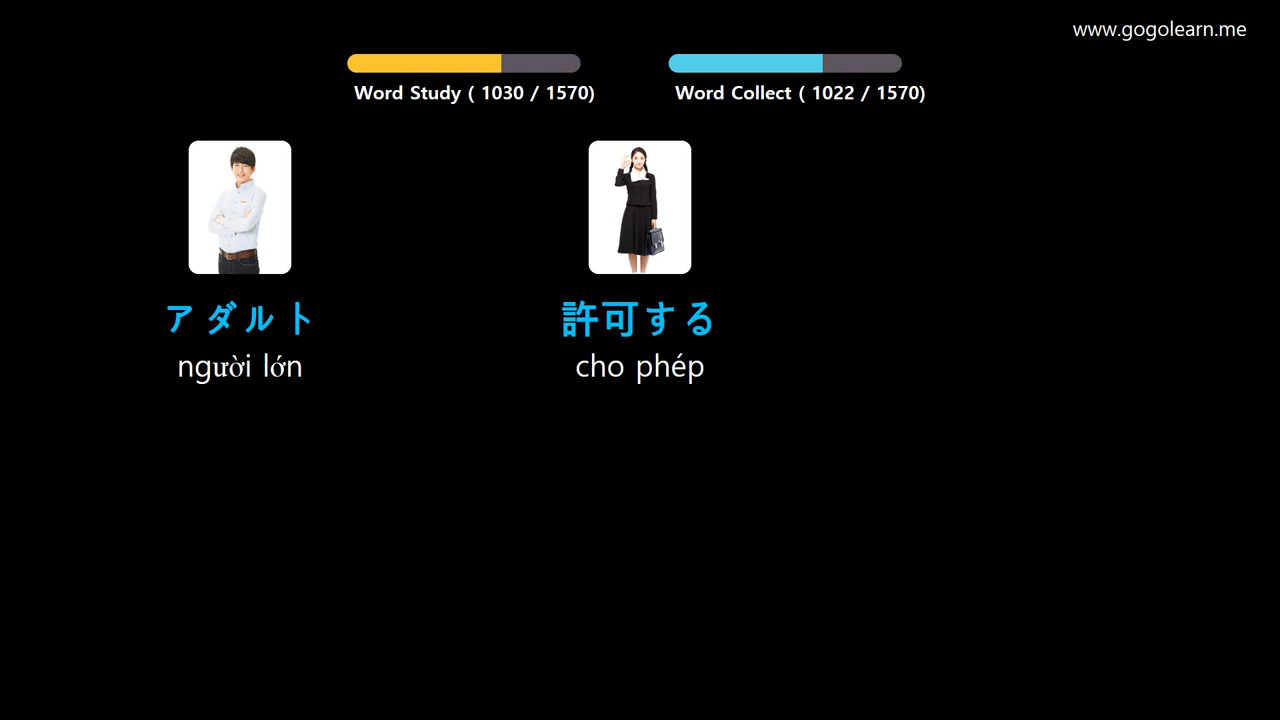 www.gogolearn.me
Word Study ( 1030 / 1570)
Word Collect ( 1022 / 1570)
アダルト
許可する
người lớn
cho phép